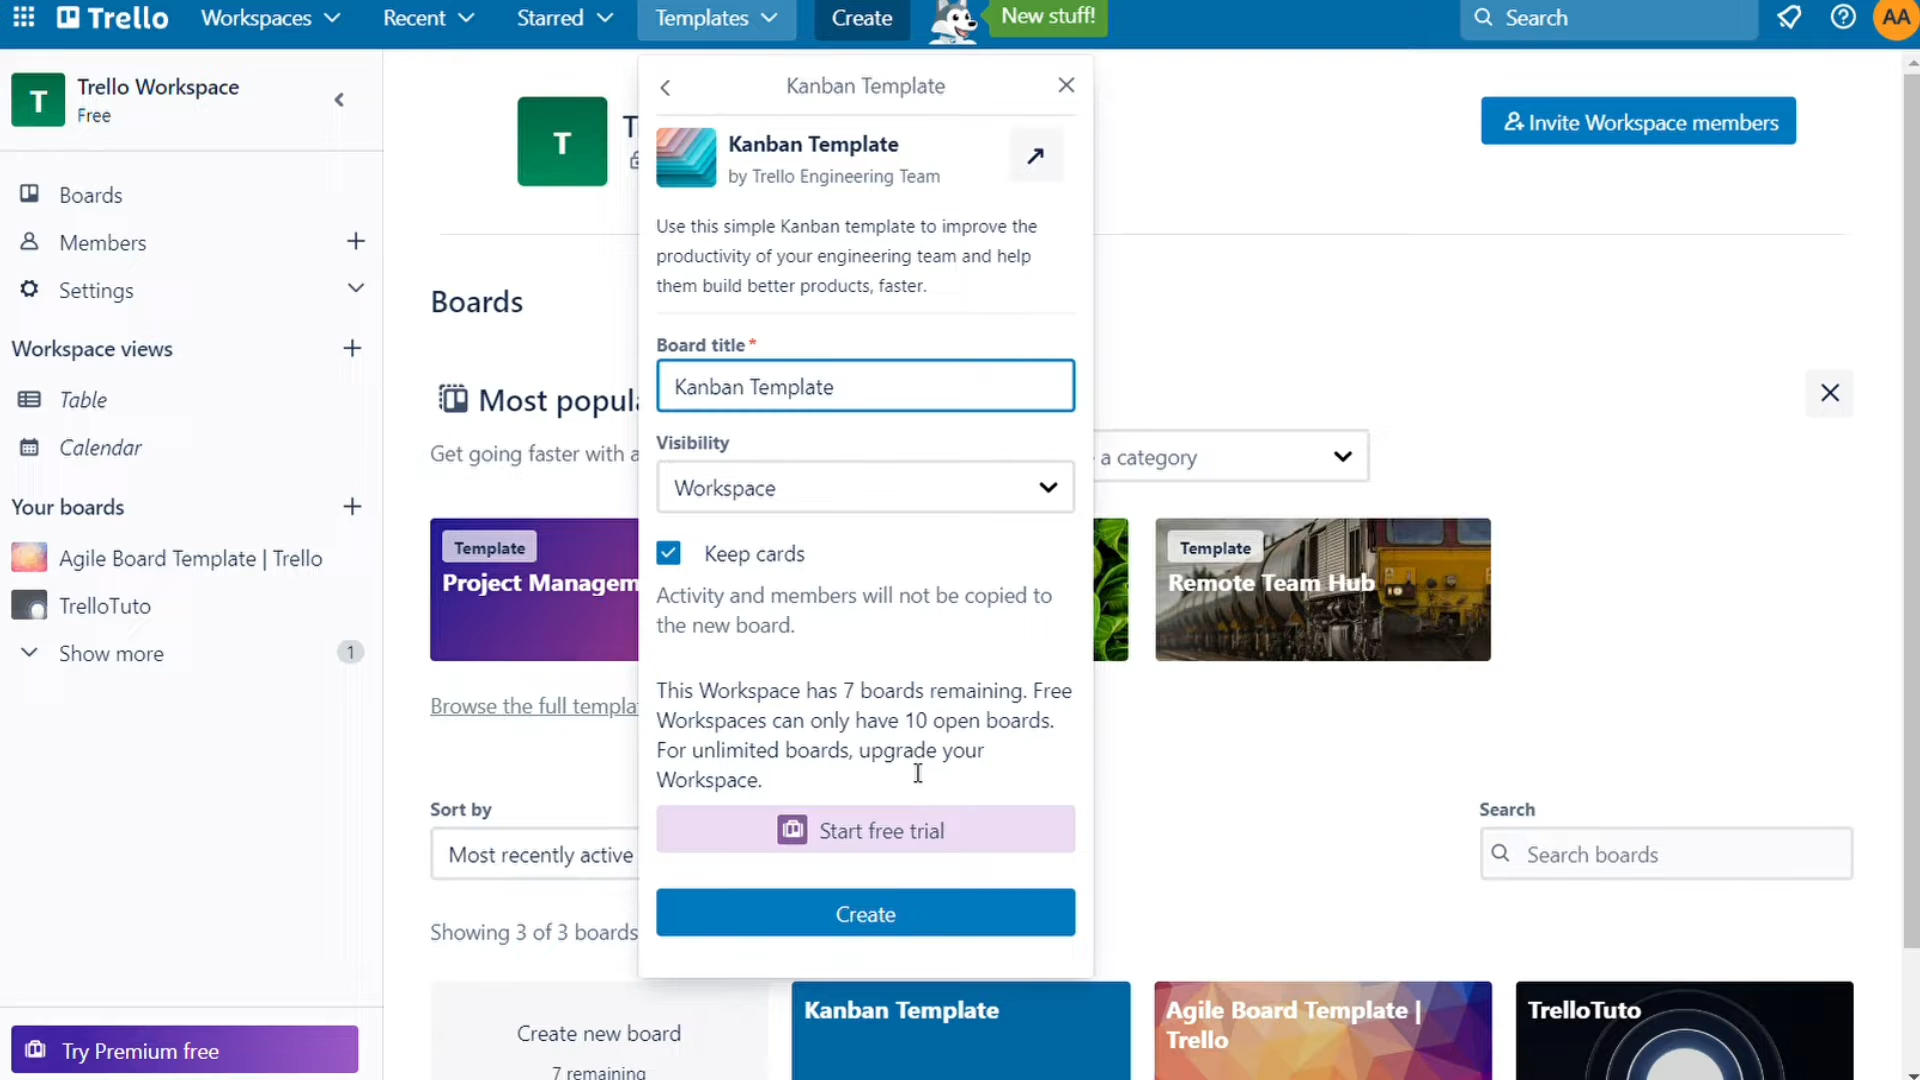 Trello
Workspaces
Recent
Starred
Templates
Create
New stuff!
Search
AA
T
Trello Workspace
Free
Boards
Members
Settings
Workspace views
Table
Calendar
Your boards
Agile Board Template | Trello
TrelloTuto
Show more
1
Try Premium free
T
Invite Workspace members
Boards
Get going faster with a
a category
Template
Project Managem
Template
Remote Team Hub
Browse the full templa
Sort by
Most recently active
Search
Search boards
Showing 3 of 3 boards
Create new board
7 remaining
Kanban Template
Agile Board Template |
Trello
TrelloTuto
Kanban Template
Kanban Template
by Trello Engineering Team
Use this simple Kanban template to improve the
productivity of your engineering team and help
them build better products, faster.
Board title *
Kanban Template
Visibility
Workspace
Keep cards
Activity and members will not be copied to
the new board.
This Workspace has 7 boards remaining. Free
Workspaces can only have 10 open boards.
For unlimited boards, upgrade your
Workspace.
Start free trial
Create